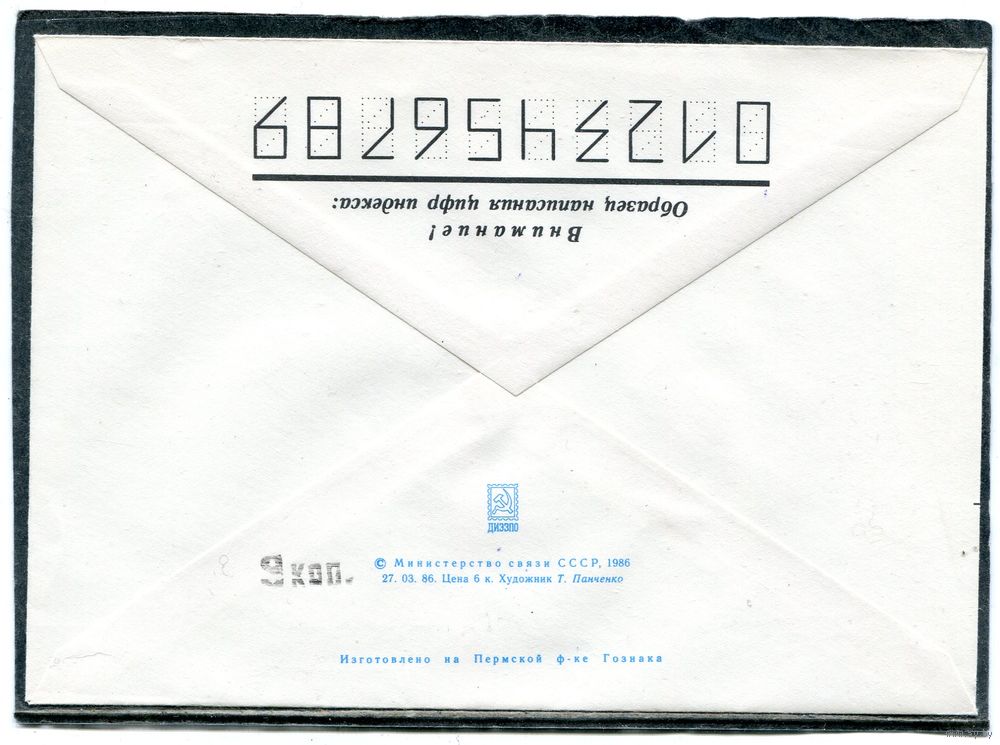 Внимание!
Образец написания цифр индекса:
0123456789
ДИЭЗПО
9 коп.
© Министерство связи СССР, 1986
27. 03. 86. Цена 6 к. Художник Т. Панченко
Изготовлено на Пермской ф-ке Гознака